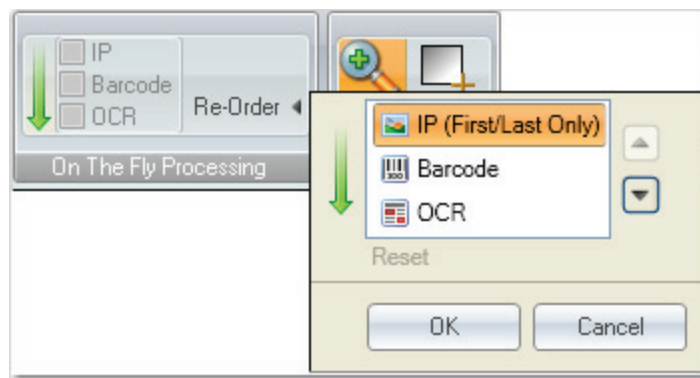 IP
Barcode
OCR
Re-Order
On The Fly Processing
IP (First/Last Only)
Barcode
OCR
Reset
OK
Cancel